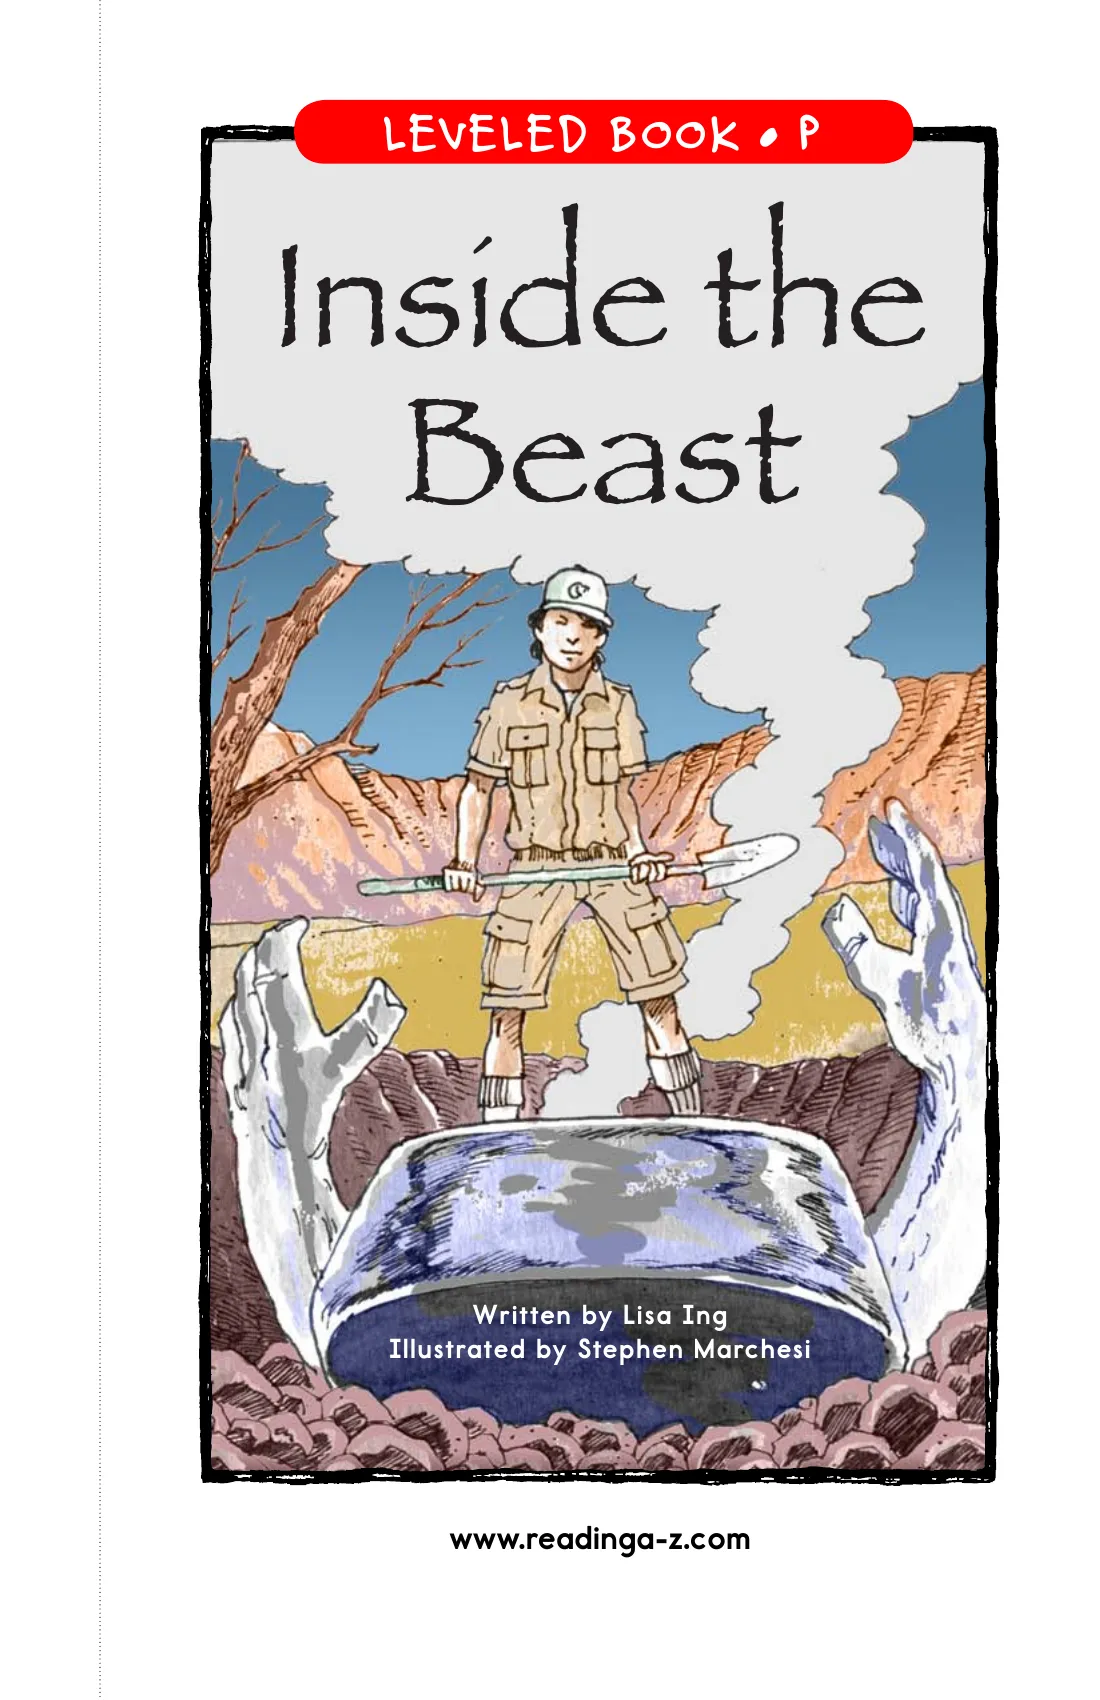 LEVELED BOOK • P
Inside the
Beast
Written by Lisa Ing
Illustrated by Stephen Marchesi
www.readinga-z.com